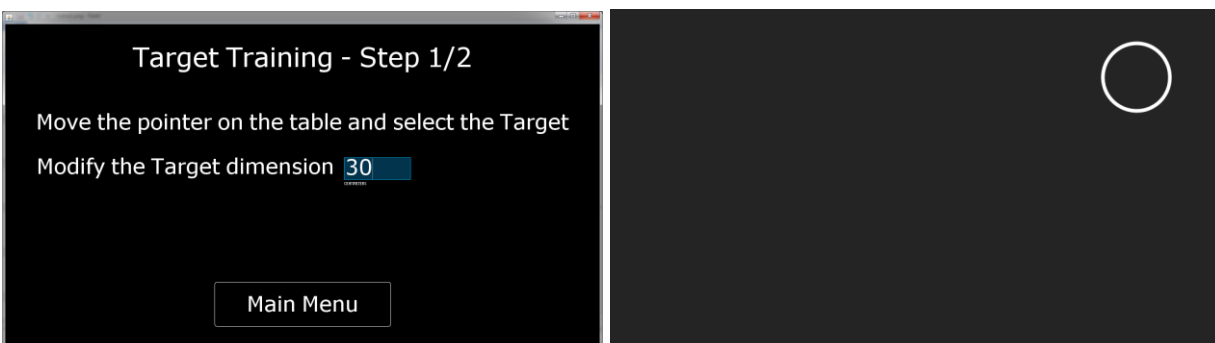 Target Training - Step 1/2
Move the pointer on the table and select the Target
Modify the Target dimension 30
Main Menu